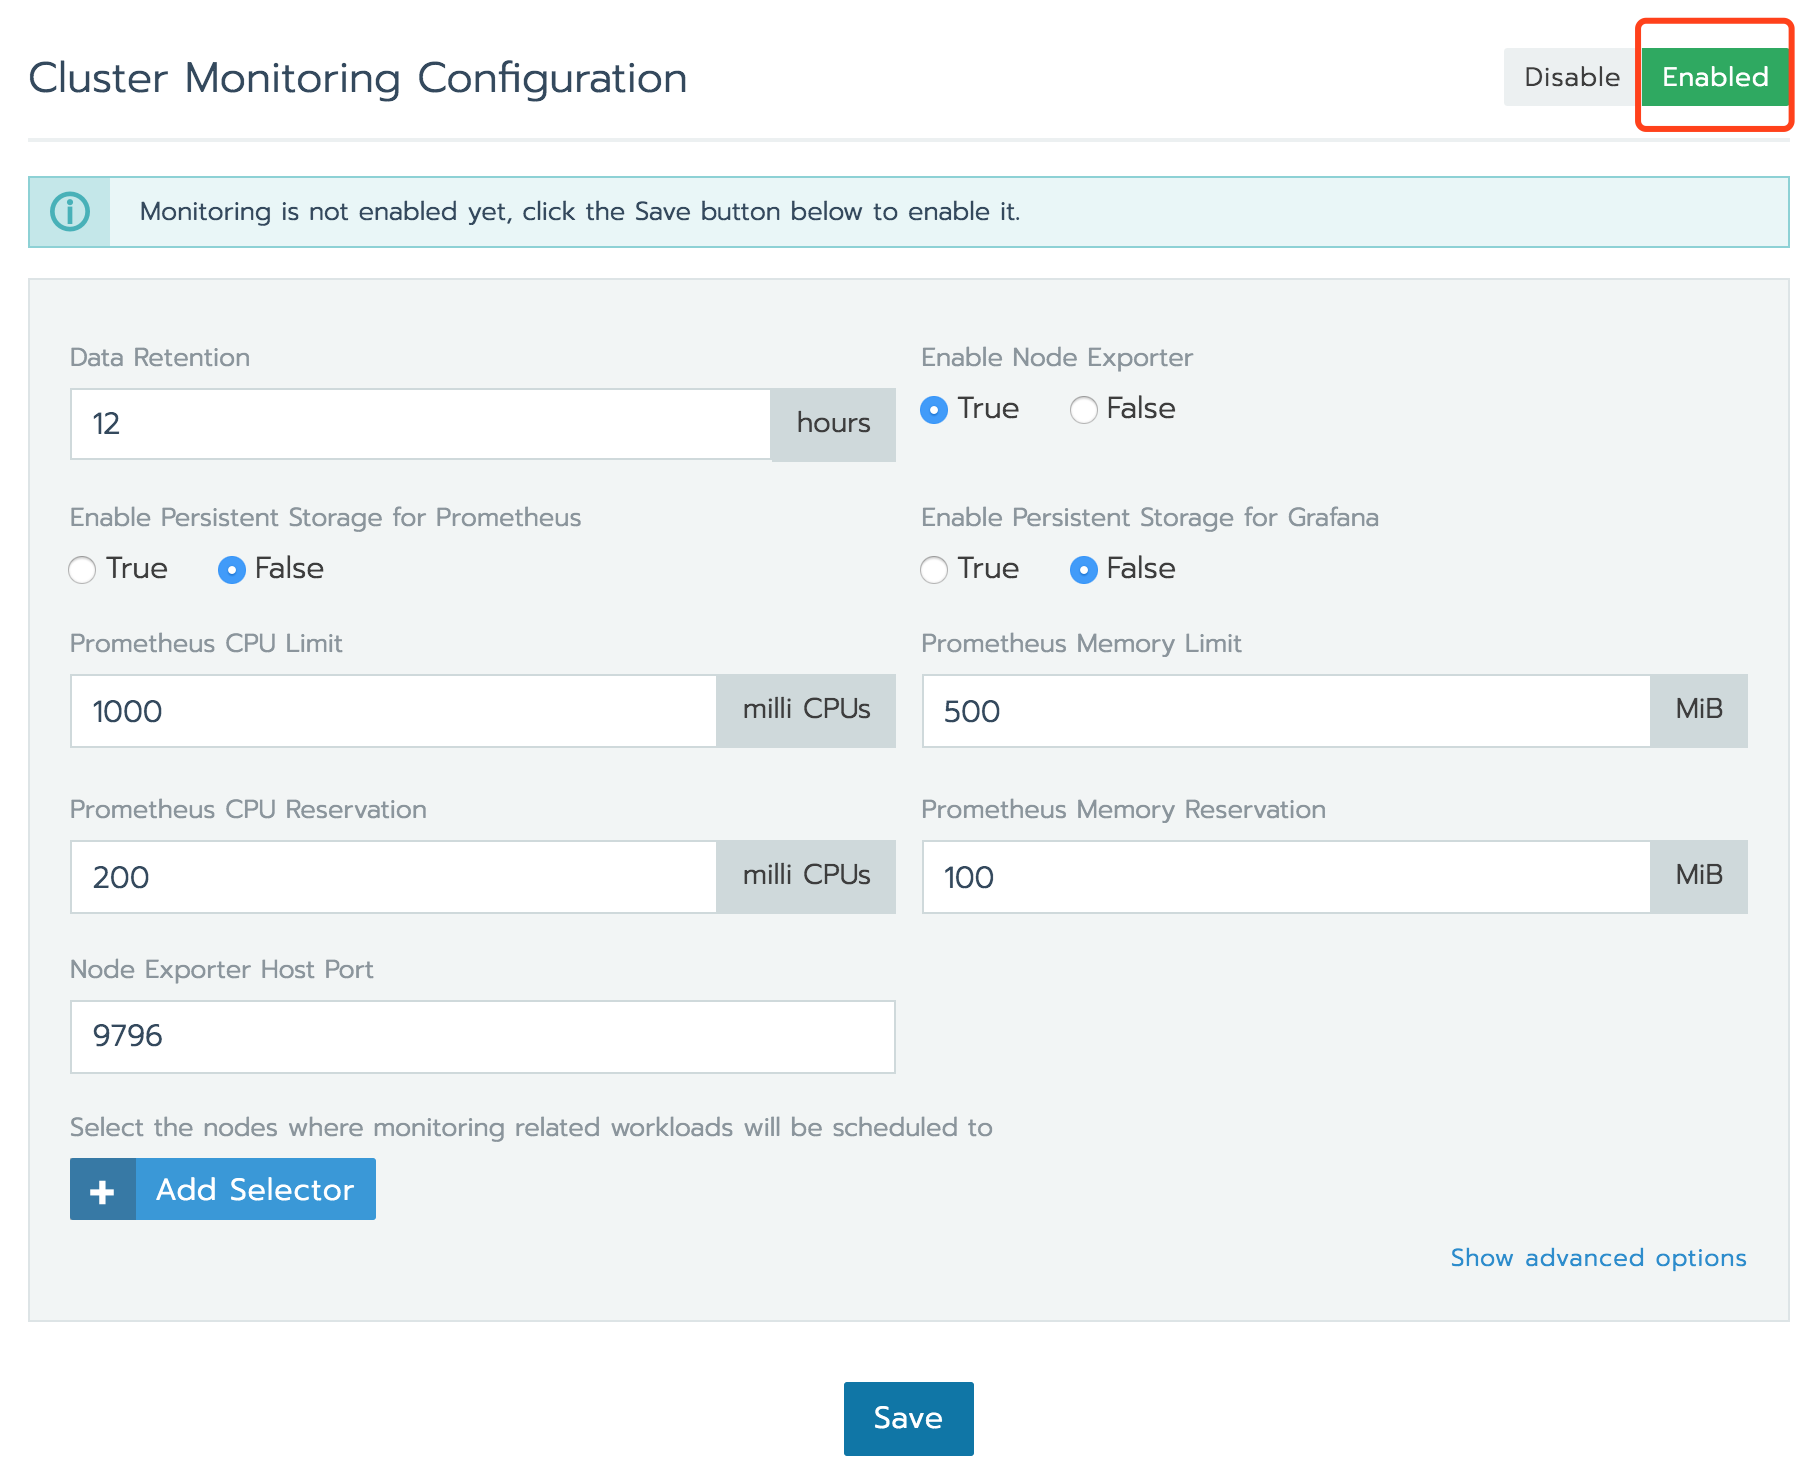 Cluster Monitoring Configuration
Disable Enabled
Monitoring is not enabled yet, click the Save button below to enable it.
Data Retention
12 hours
Enable Node Exporter
True False
Enable Persistent Storage for Prometheus
True False
Enable Persistent Storage for Grafana
True False
Prometheus CPU Limit
1000 milli CPUs
Prometheus Memory Limit
500 MiB
Prometheus CPU Reservation
200 milli CPUs
Prometheus Memory Reservation
100 MiB
Node Exporter Host Port
9796
Select the nodes where monitoring related workloads will be scheduled to
+ Add Selector
Show advanced options
Save